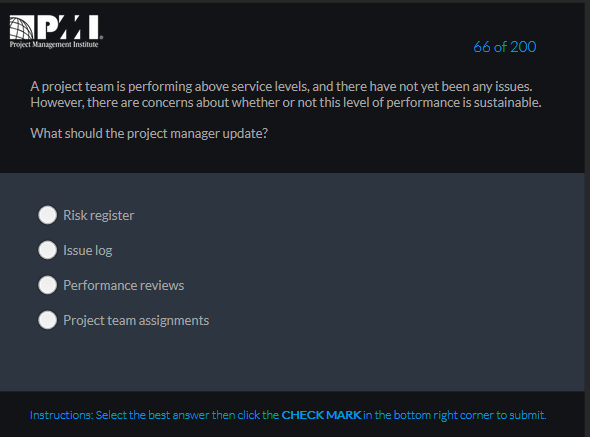 PMI.
Project Management Institute
66 of 200
A project team is performing above service levels, and there have not yet been any issues.
However, there are concerns about whether or not this level of performance is sustainable.
What should the project manager update?
Risk register
Issue log
Performance reviews
Project team assignments
Instructions: Select the best answer then click the CHECK MARK in the bottom right corner to submit.